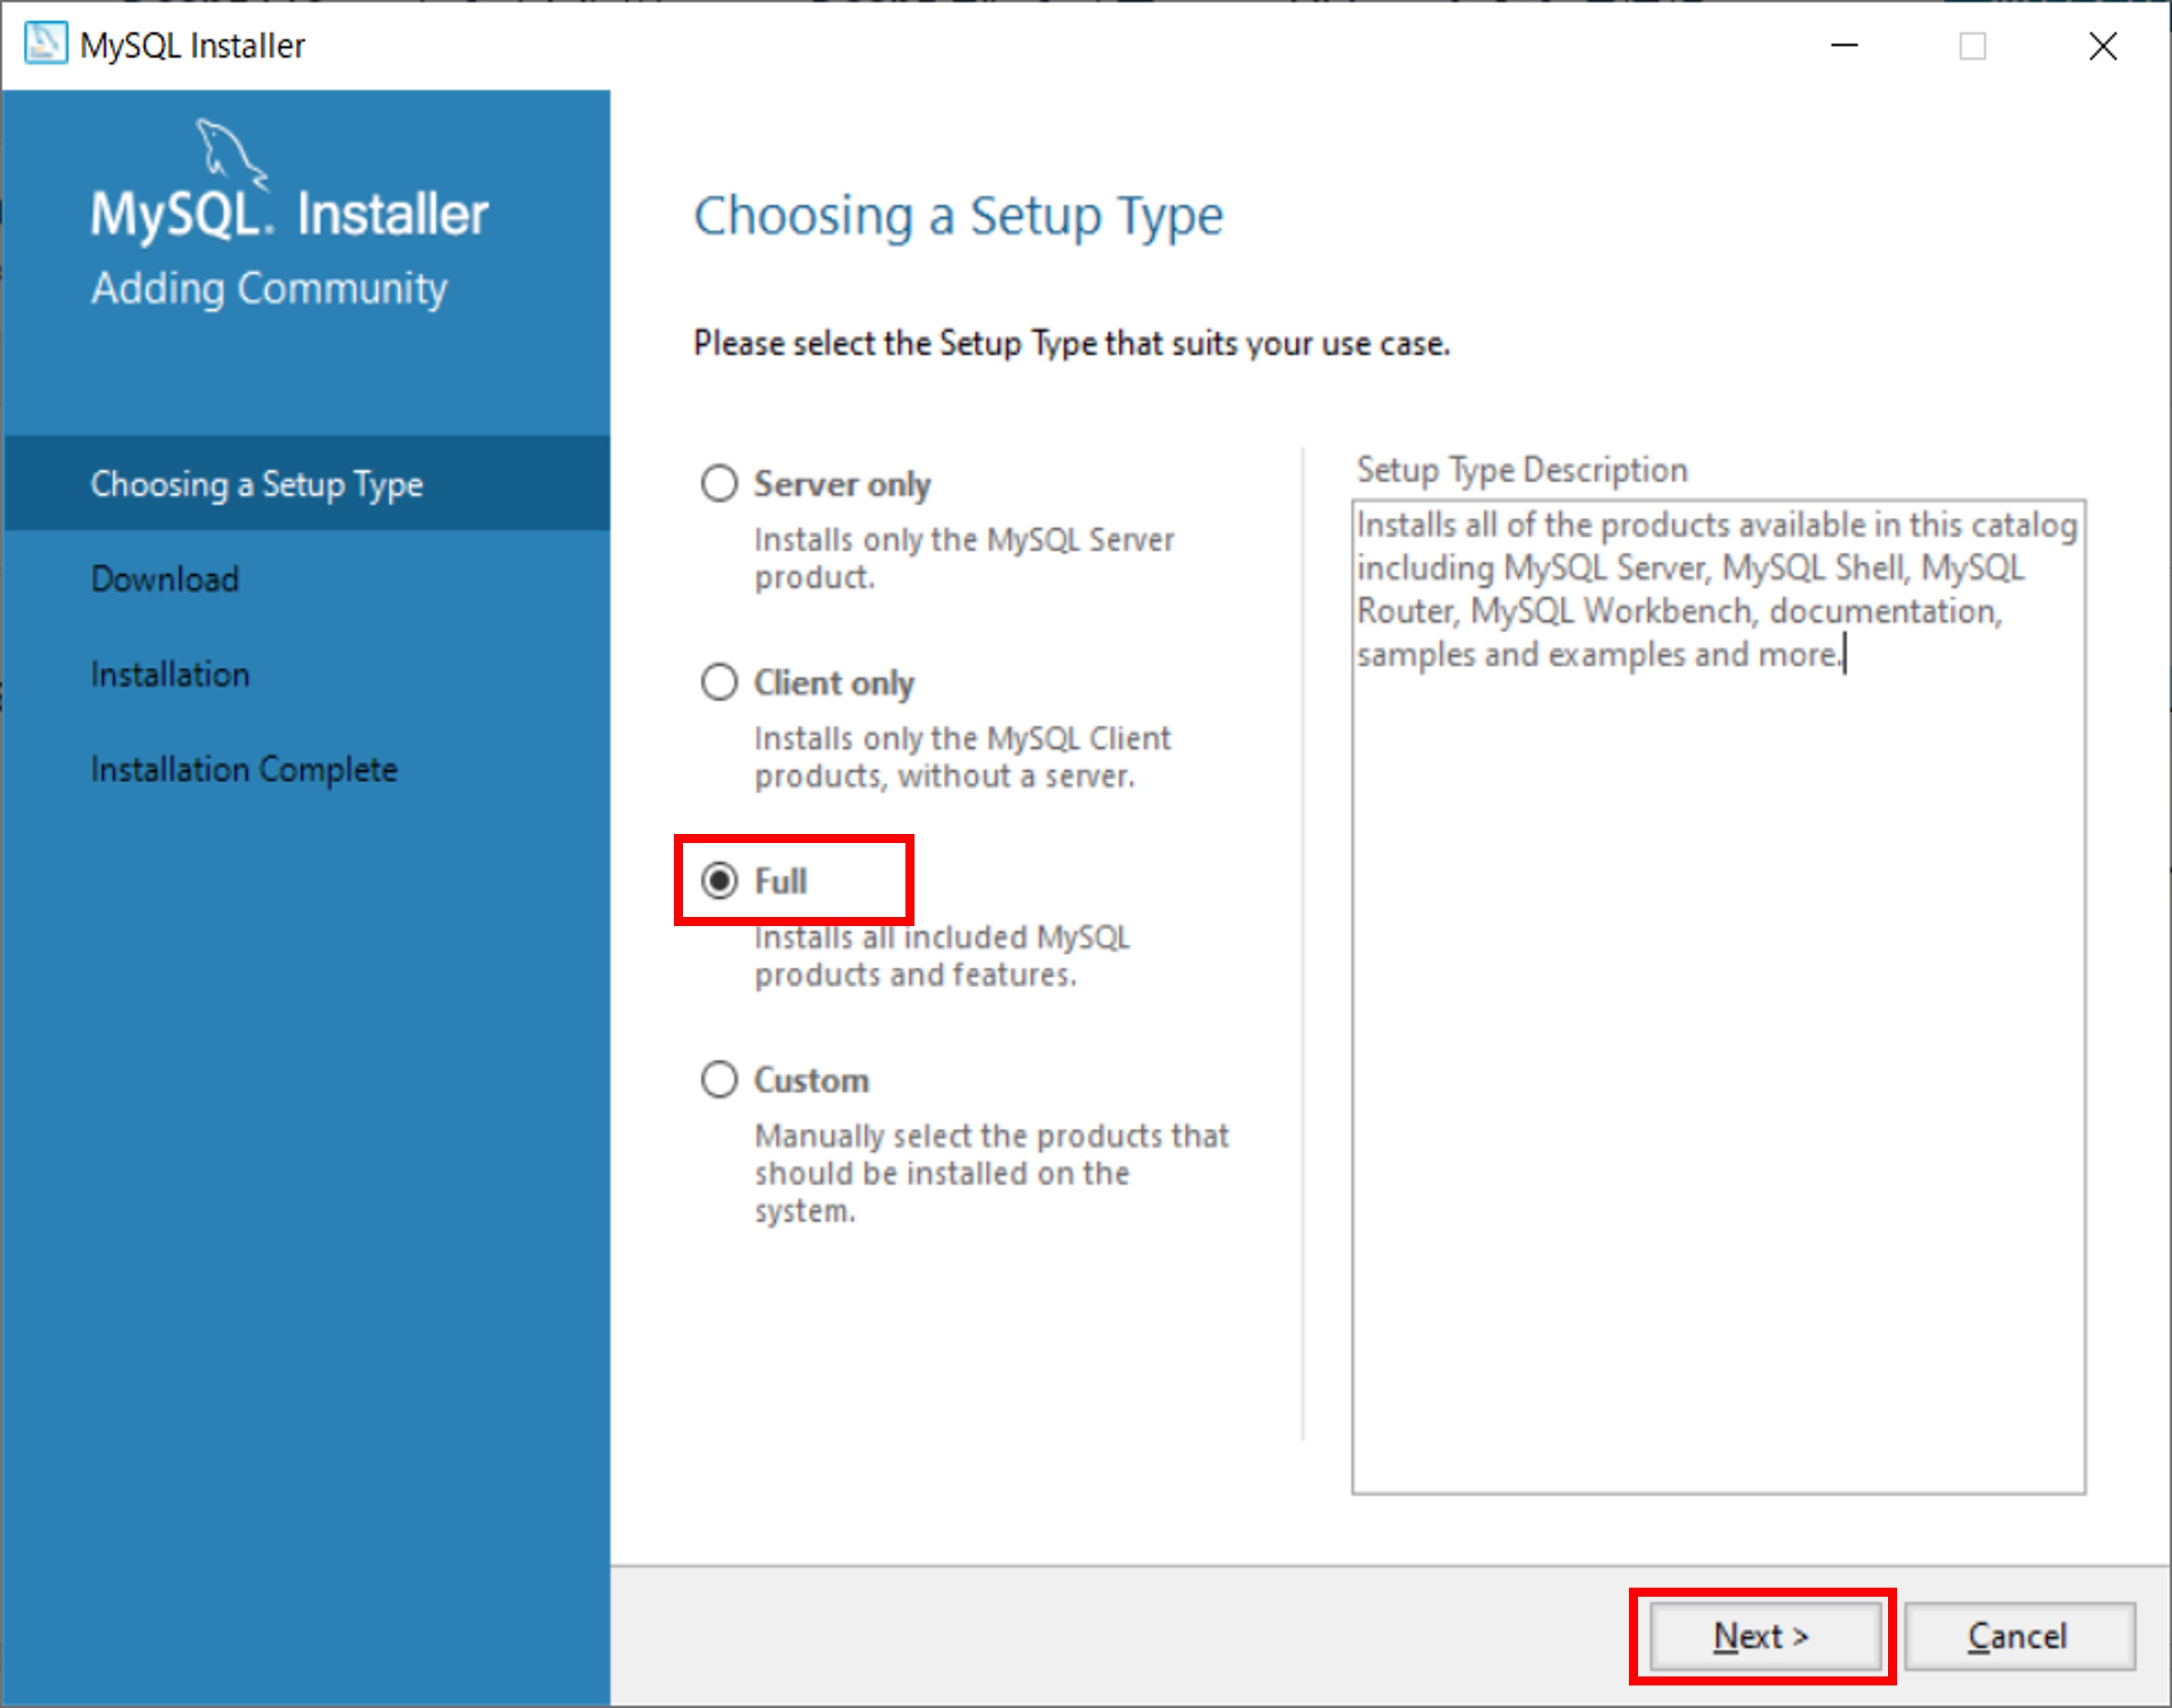 MySQL Installer
MySQL. Installer
Adding Community
Choosing a Setup Type
Download
Installation
Installation Complete
Choosing a Setup Type
Please select the Setup Type that suits your use case.
Server only
Installs only the MySQL Server
product.
Client only
Installs only the MySQL Client
products, without a server.
Full
Installs all included MySQL
products and features.
Custom
Manually select the products that
should be installed on the
system.
Setup Type Description
Installs all of the products available in this catalog
including MySQL Server, MySQL Shell, MySQL
Router, MySQL Workbench, documentation,
samples and examples and more.
Next >
Cancel